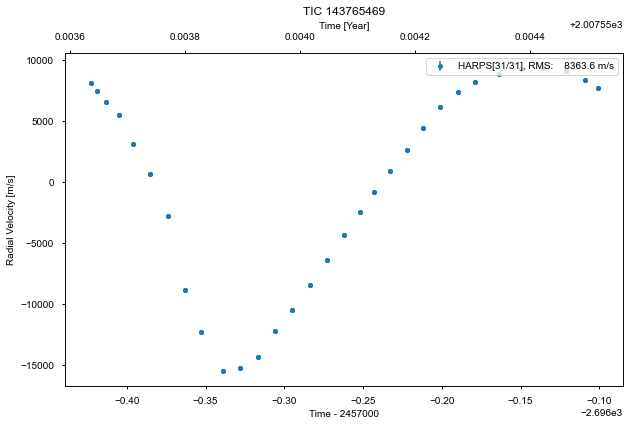 TIC 143765469
Time [Year]
+2.00755e3
0.0036 0.0038 0.0040 0.0042 0.0044
HARPS[31/31], RMS: 8363.6 m/s
10000
5000
0
−5000
−10000
−15000
Radial Velocity [m/s]
−0.40 −0.35 −0.30 −0.25 −0.20 −0.15 −0.10
Time - 2457000
−2.696e3